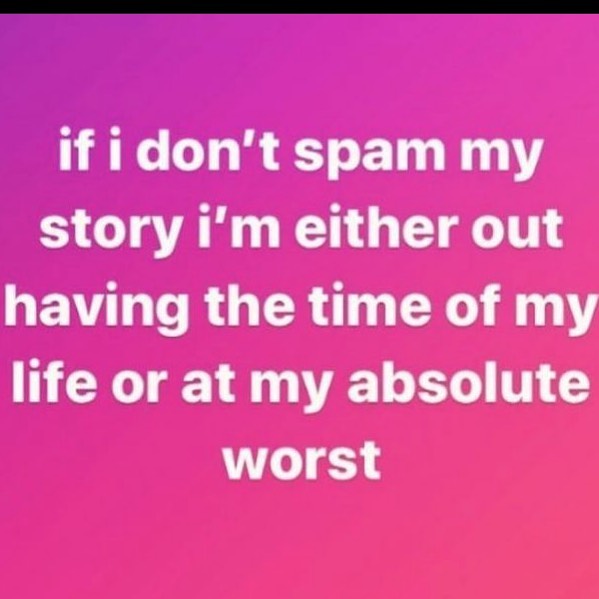 if i don’t spam my
story i’m either out
having the time of my
life or at my absolute
worst